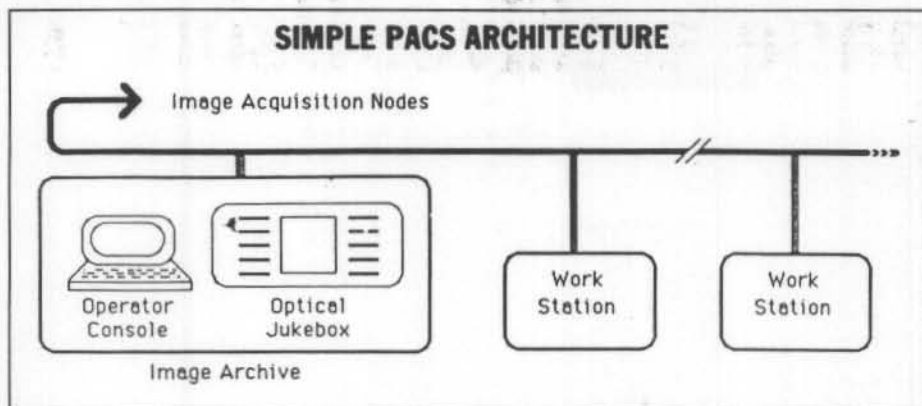 SIMPLE PACS ARCHITECTURE
Image Acquisition Nodes
Operator
Console
Optical
Jukebox
Image Archive
Work
Station
Work
Station